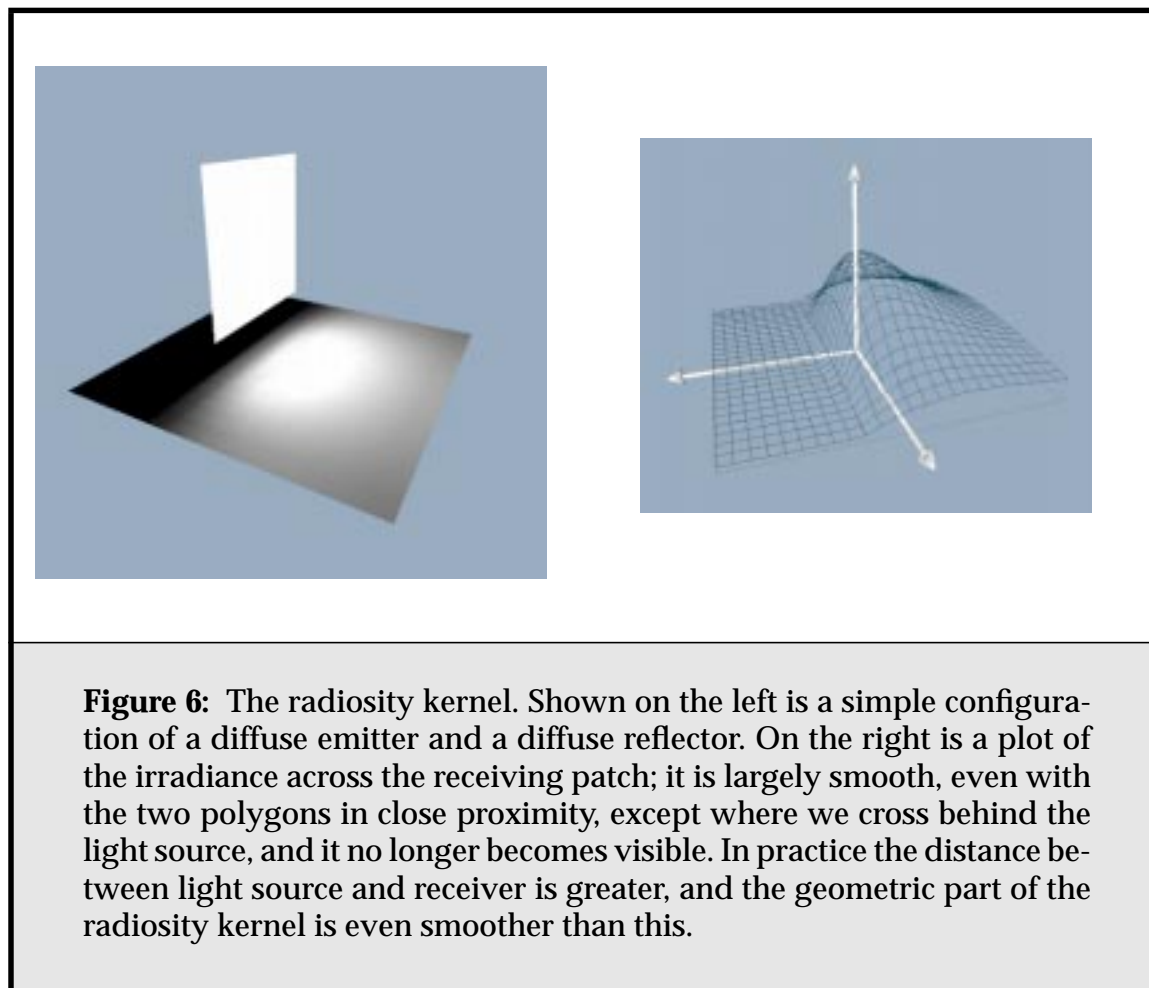 Figure 6: The radiosity kernel. Shown on the left is a simple configura-
tion of a diffuse emitter and a diffuse reflector. On the right is a plot of
the irradiance across the receiving patch; it is largely smooth, even with
the two polygons in close proximity, except where we cross behind the
light source, and it no longer becomes visible. In practice the distance be-
tween light source and receiver is greater, and the geometric part of the
radiosity kernel is even smoother than this.